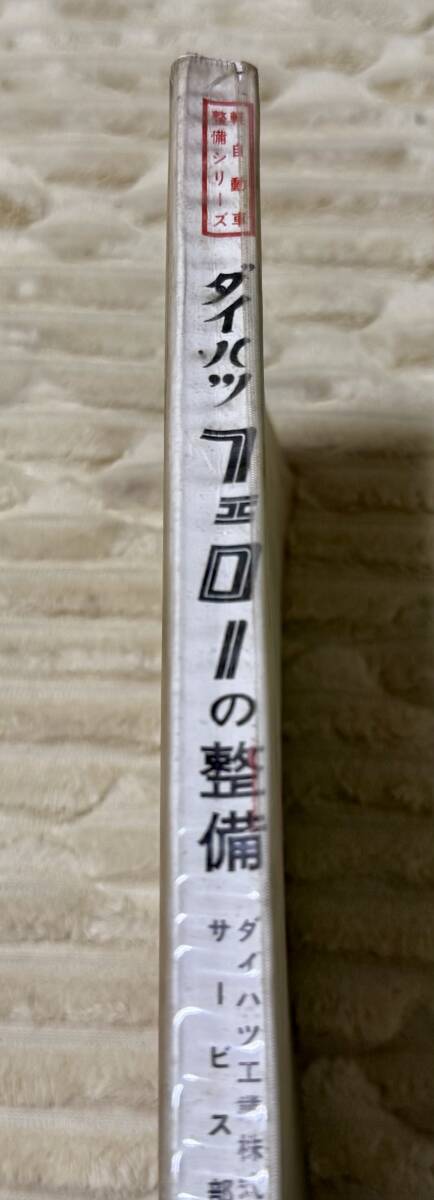 軽自動車
整備シリーズ
ダイハツ
フェローの整備
ダイハツ工業株式
サービス部